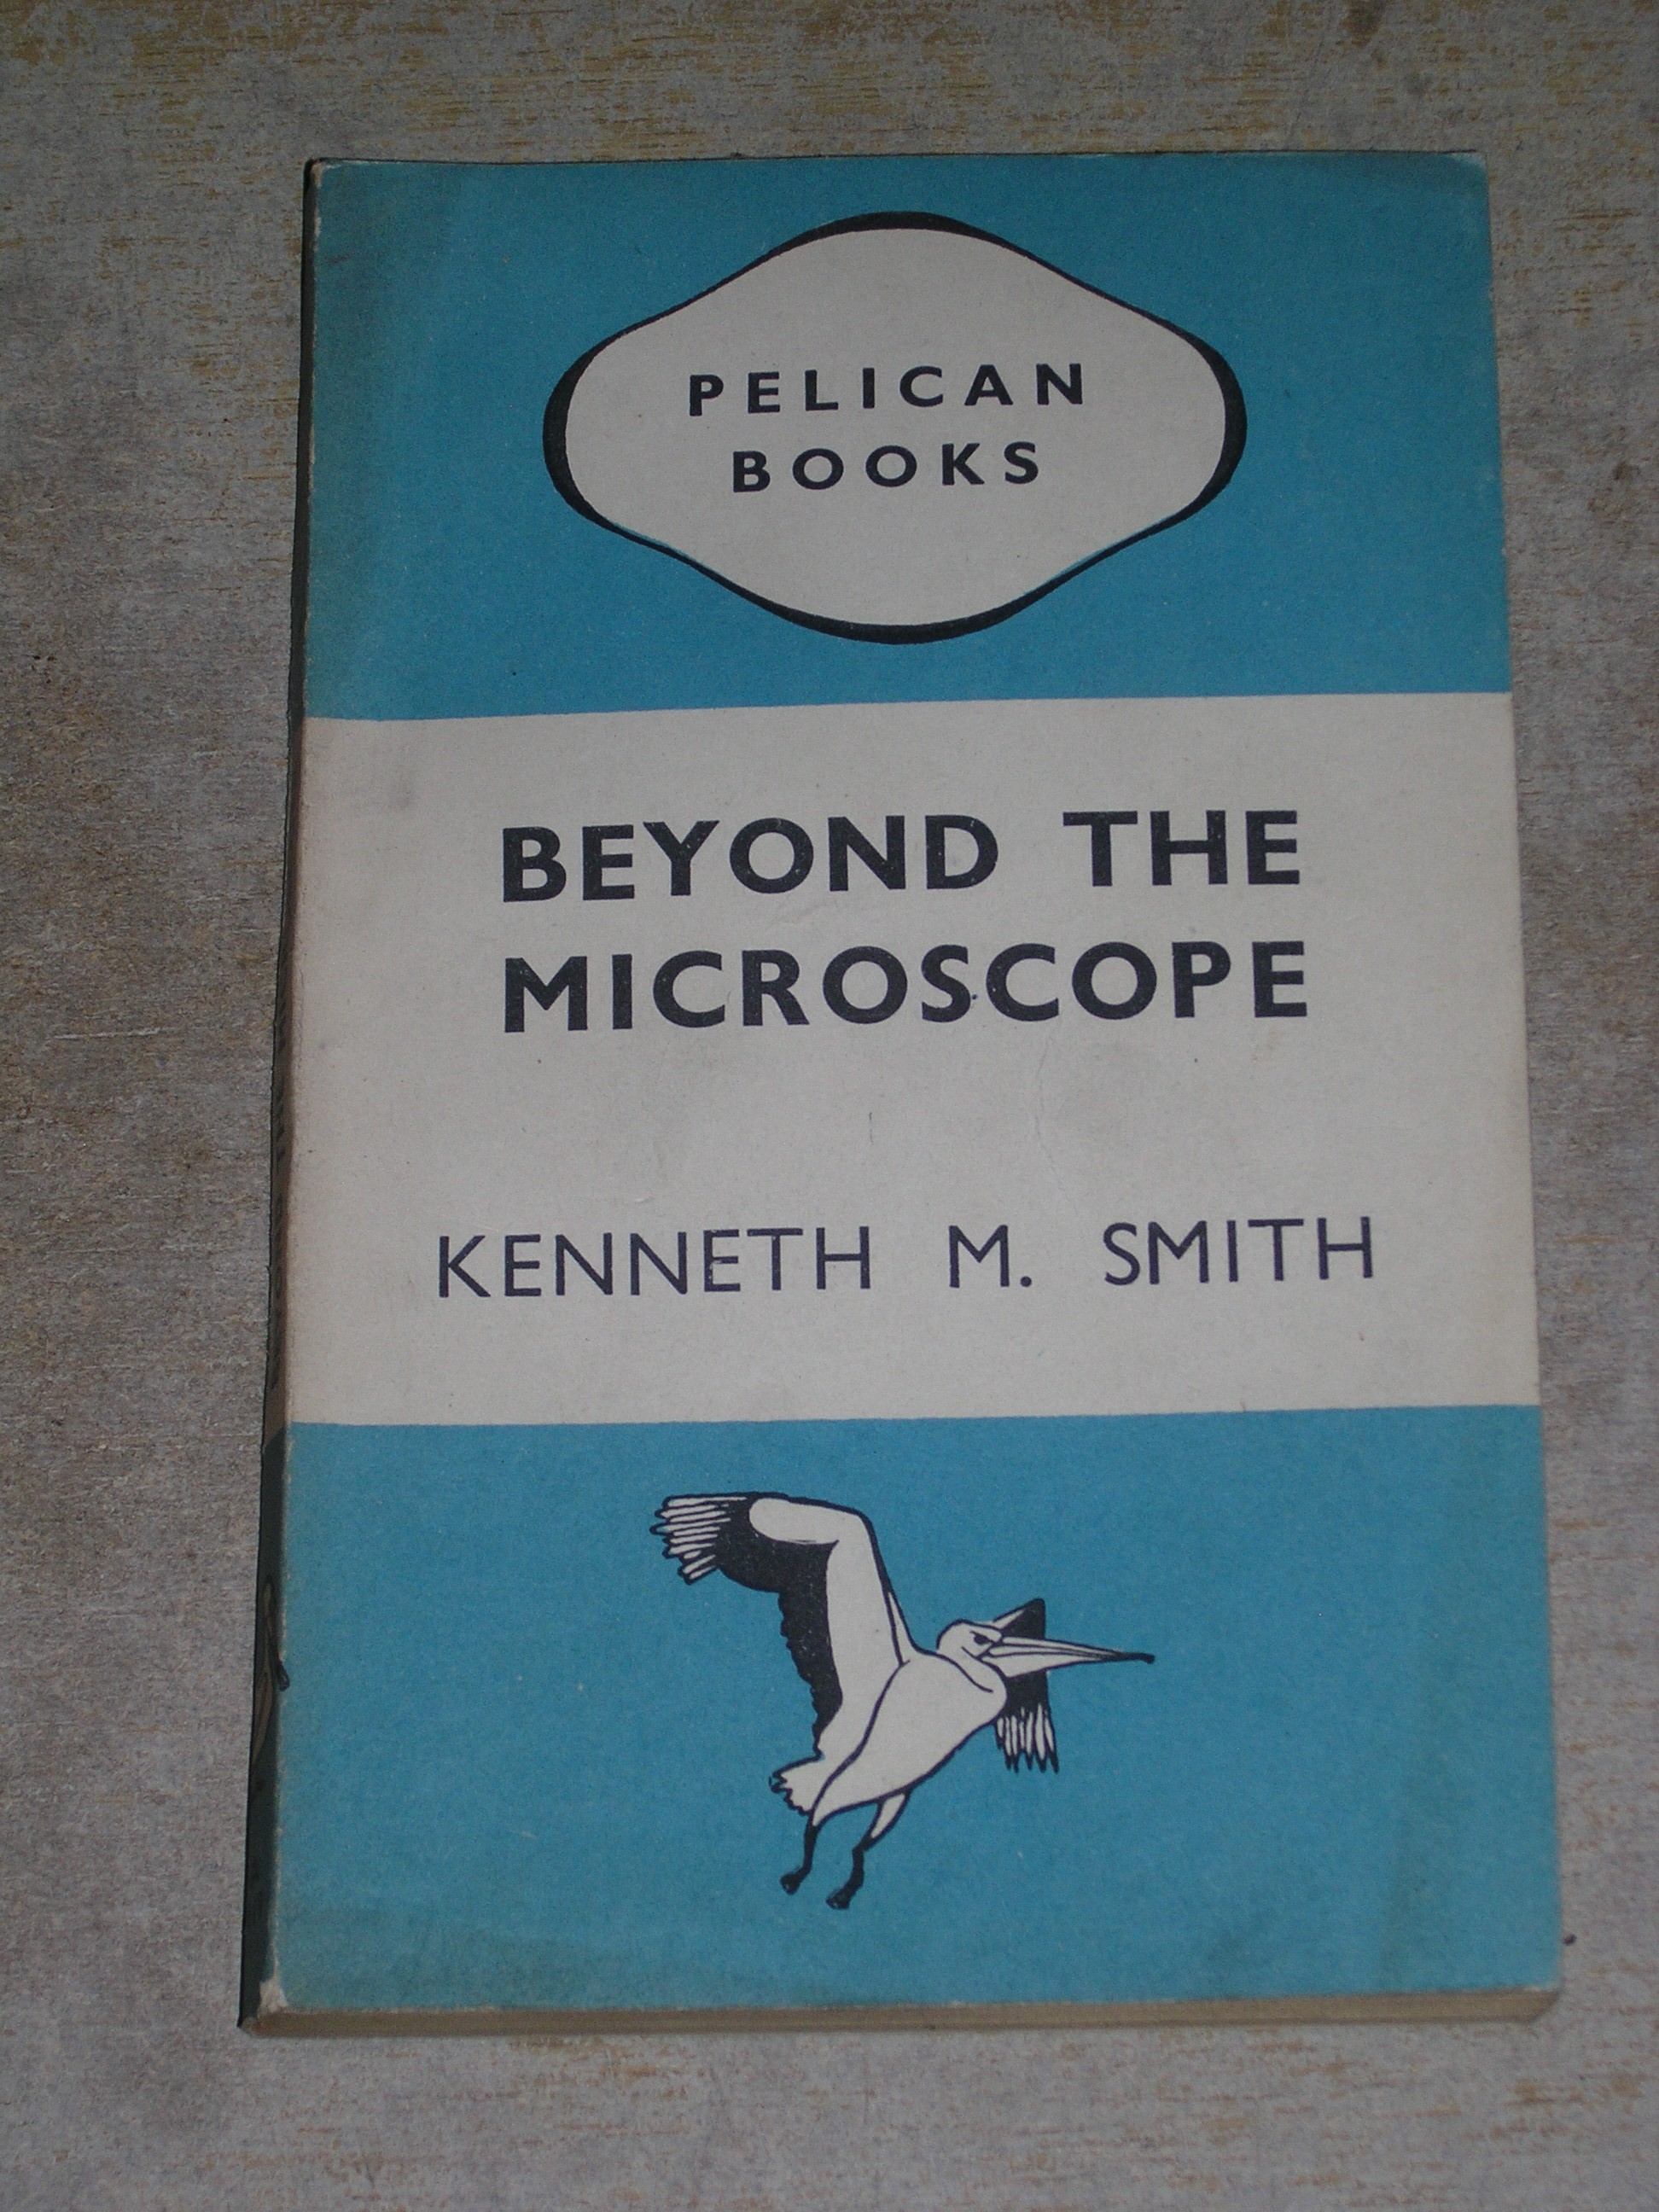 PELICAN
BOOKS
BEYOND THE
MICROSCOPE
KENNETH M. SMITH